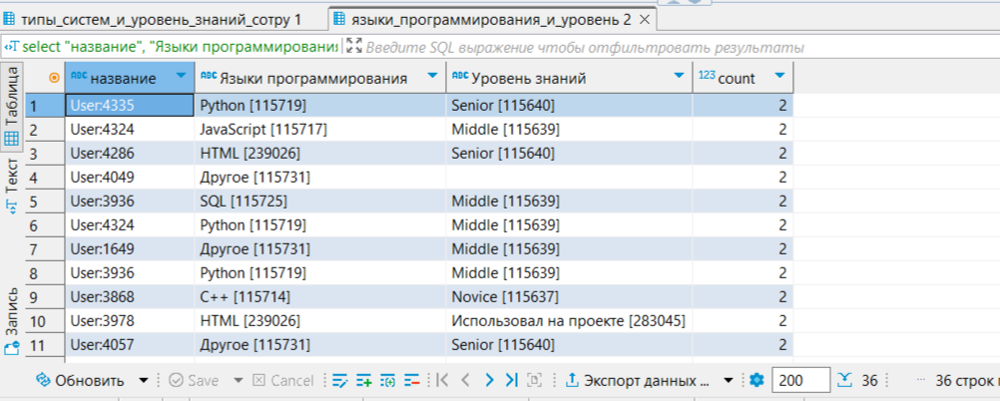 типы_систем_и_уровень_знаний_сотру 1
языки_программирования_и_уровень 2
select "название", "Языки программировани
Введите SQL выражение чтобы отфильтровать результаты
Таблица
Текст
Запись
название Языки программирования Уровень знаний 123 count
1 User:4335 Python [115719] Senior [115640] 2
2 User:4324 JavaScript [115717] Middle [115639] 2
3 User:4286 HTML [239026] Senior [115640] 2
4 User:4049 Другое [115731] 2
5 User:3936 SQL [115725] Middle [115639] 2
6 User:4324 Python [115719] Middle [115639] 2
7 User:1649 Другое [115731] Middle [115639] 2
8 User:3936 Python [115719] Middle [115639] 2
9 User:3868 C++ [115714] Novice [115637] 2
10 User:3978 HTML [239026] Использовал на проекте [283045] 2
11 User:4057 Другое [115731] Senior [115640] 2
Обновить Save Cancel Экспорт данных ... 200 36 36 строк